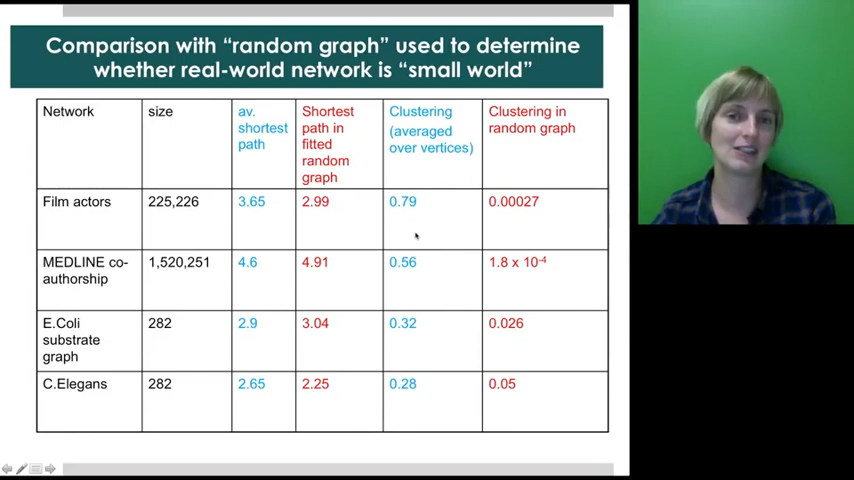 Comparison with “random graph” used to determine
whether real-world network is “small world”
Network
size
av.
shortest
path
Shortest
path in
fitted
random
graph
Clustering
(averaged
over vertices)
Clustering in
random graph
Film actors
225,226
3.65
2.99
0.79
0.00027
MEDLINE co-
authorship
1,520,251
4.6
4.91
0.56
1.8 x 10-4
E.Coli
substrate
graph
282
2.9
3.04
0.32
0.026
C.Elegans
282
2.65
2.25
0.28
0.05